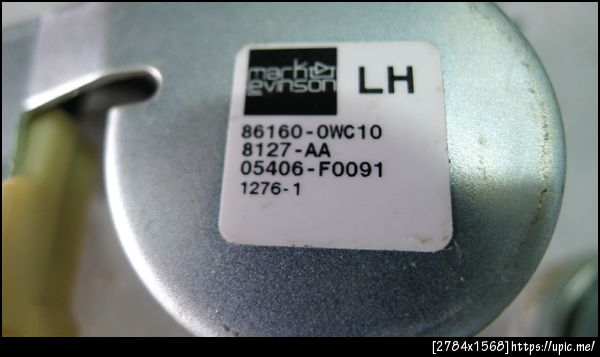 mark
levinson
LH
86160-0WC10
8127-AA
05406-F0091
1276-1
[2784x1568]https://upic.me/